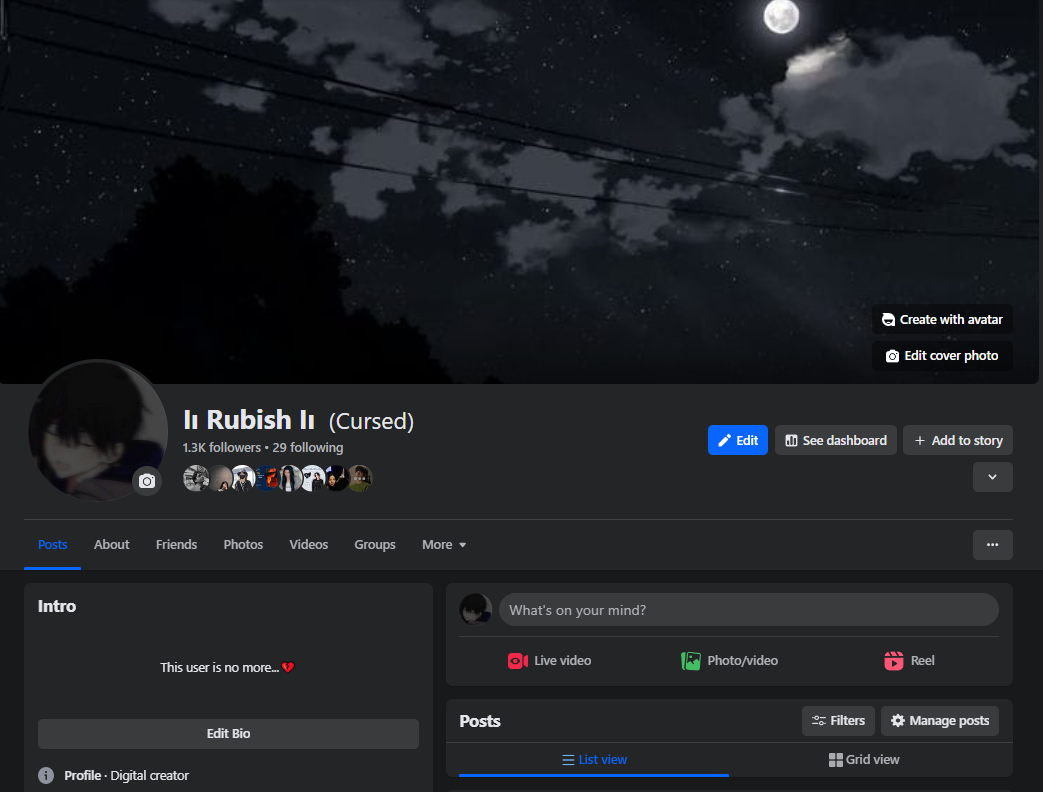 Create with avatar
Edit cover photo
lı Rubish lı (Cursed)
1.3K followers • 29 following
Edit
See dashboard
+ Add to story
Posts
About
Friends
Photos
Videos
Groups
More
Intro
This user is no more...💔
Edit Bio
Profile · Digital creator
What's on your mind?
Live video
Photo/video
Reel
Posts
Filters
Manage posts
List view
Grid view